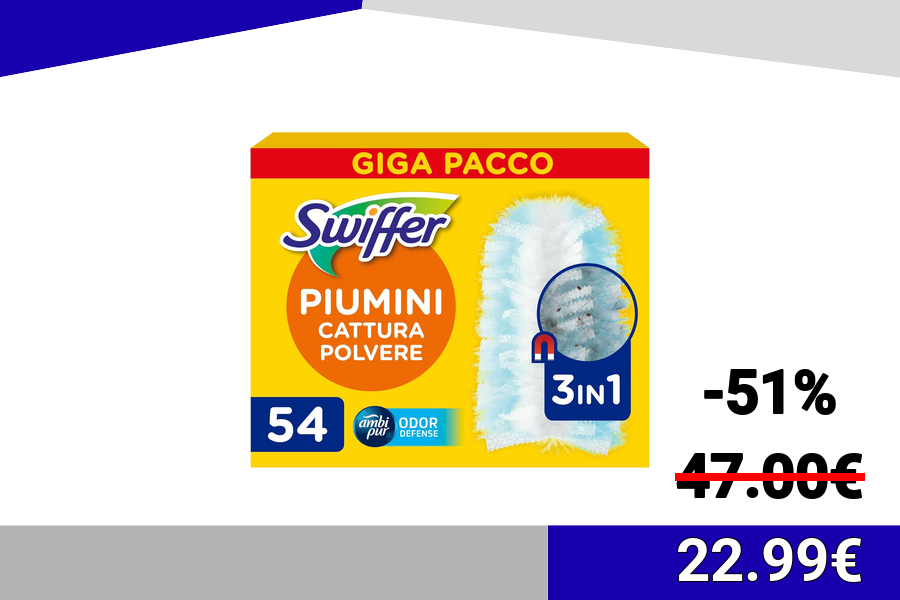 GIGA PACCO
Swiffer
PIUMINI
CATTURA
POLVERE
3IN1
54
ambi
pur
ODOR
DEFENSE
-51%
47.00€
22.99€